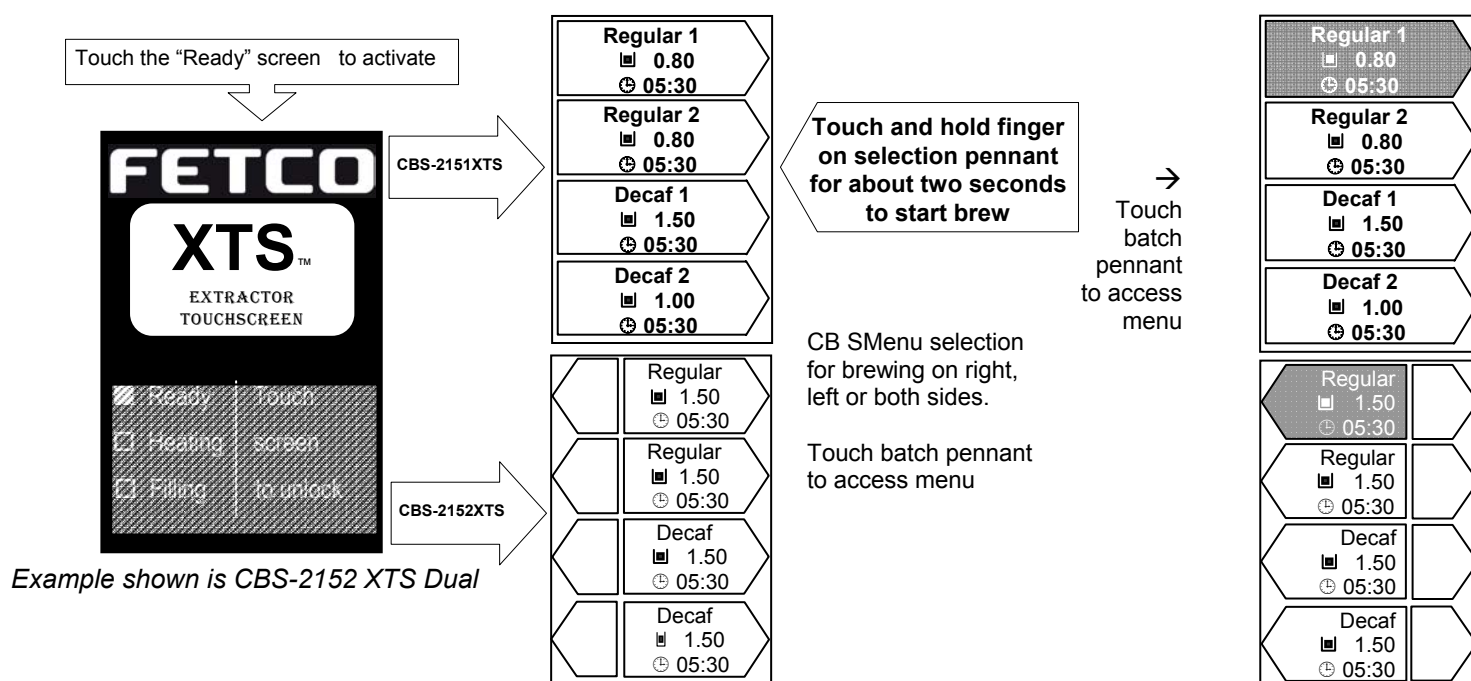 Touch the “Ready” screen to activate
FETCO
XTS™
EXTRACTOR
TOUCHSCREEN
Ready Touch
Heating screen
Filling to unlock
Example shown is CBS-2152 XTS Dual
CBS-2151XTS
CBS-2152XTS
Regular 1
0.80
05:30
Regular 2
0.80
05:30
Decaf 1
1.50
05:30
Decaf 2
1.00
05:30
Regular
1.50
05:30
Regular
1.50
05:30
Decaf
1.50
05:30
Decaf
1.50
05:30
Touch and hold finger
on selection pennant
for about two seconds
to start brew
CB SMenu selection
for brewing on right,
left or both sides.
Touch batch pennant
to access menu
→
Touch
batch
pennant
to access
menu
Regular 1
0.80
05:30
Regular 2
0.80
05:30
Decaf 1
1.50
05:30
Decaf 2
1.00
05:30
Regular
1.50
05:30
Regular
1.50
05:30
Decaf
1.50
05:30
Decaf
1.50
05:30